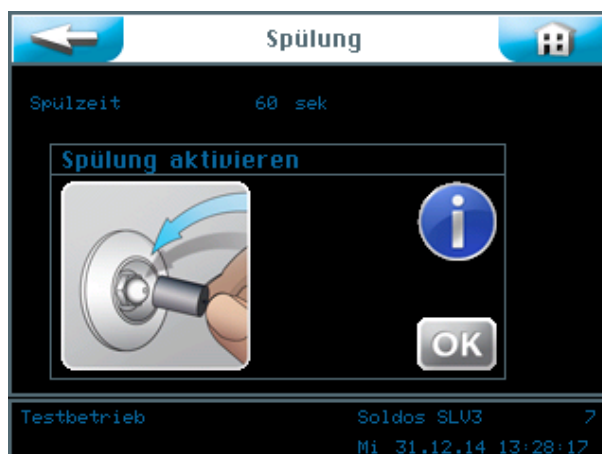 Spülung
Spülzeit 60 sek
Spülung aktivieren
i
OK
Testbetrieb Soldos SLV3 7
Mi 31.12.14 13:28:17